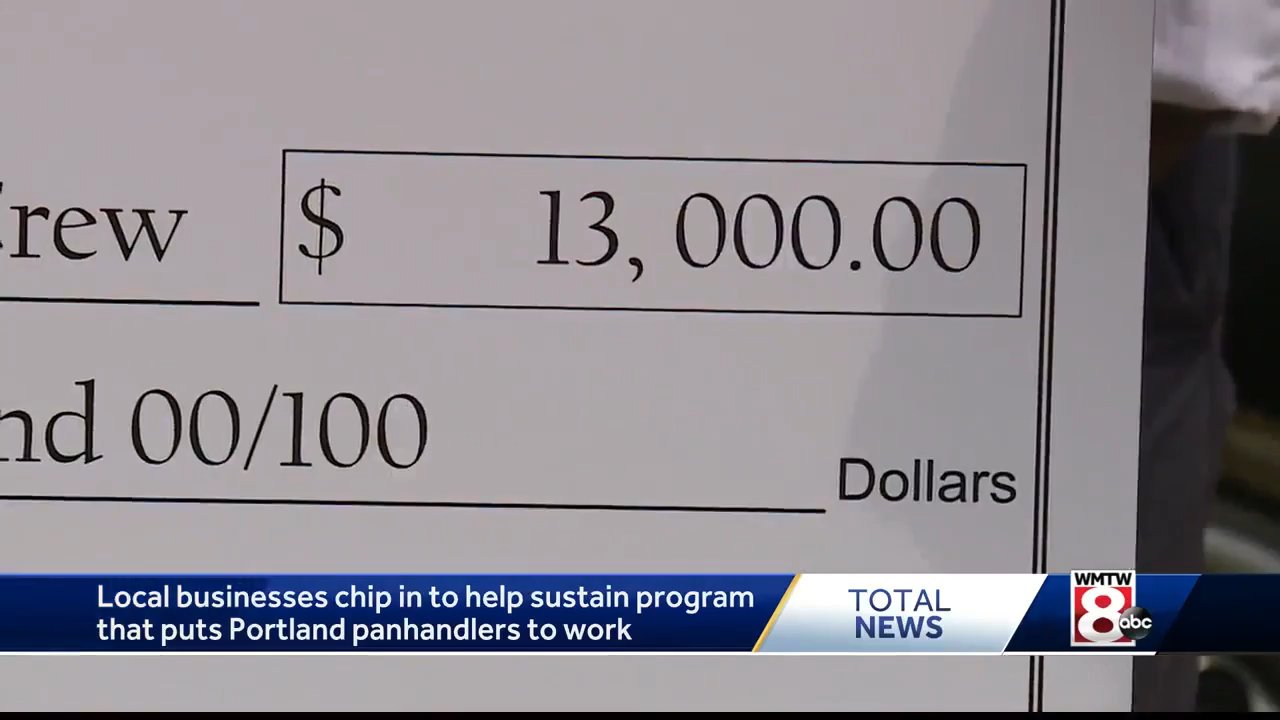 Crew $ 13, 000.00
nd 00/100
Dollars
Local businesses chip in to help sustain program
that puts Portland panhandlers to work
TOTAL
NEWS
WMTW
8
abc